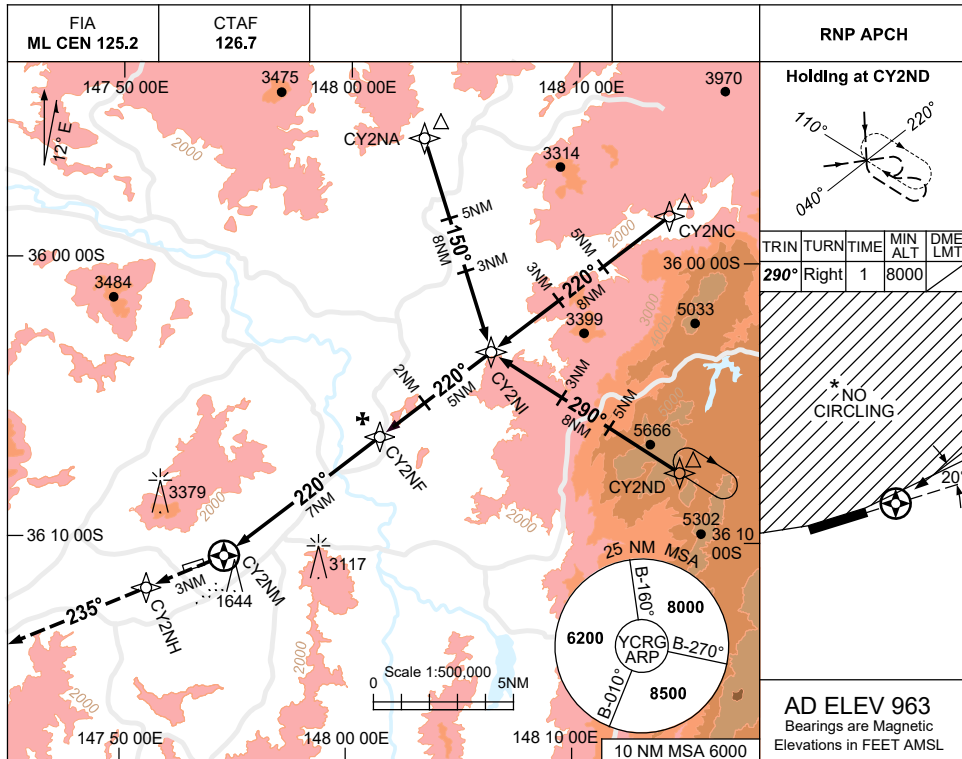 FIA
ML CEN 125.2
CTAF
126.7
RNP APCH
147 50 00E
148 00 00E
148 10 00E
3475
3970
12° E
2000
CY2NA
3314
CY2NC
2000
5NM
150°
8NM
3NM
5NM
220°
3NM
8NM
36 00 00S
36 00 00S
3484
3399
5033
3000
CY2NI
2NM
220°
5NM
3NM
290°
8NM
5NM
5666
CY2ND
CY2NF
2000
220°
7NM
3379
2000
2000
5302
36 10 00S
36 10
00S
3117
CY2NM
3NM
1644
CY2NH
235°
2000
25 NM MSA
B-160°
8000
6200
YCRG
ARP
B-270°
B-010°
8500
Scale 1:500,000
0
5NM
147 50 00E
148 00 00E
148 10 00E
10 NM MSA 6000
Holding at CY2ND
110°
220°
040°
TRIN
TURN
TIME
MIN
ALT
DME
LMT
290°
Right
1
8000
*NO
CIRCLING
20°
AD ELEV 963
Bearings are Magnetic
Elevations in FEET AMSL